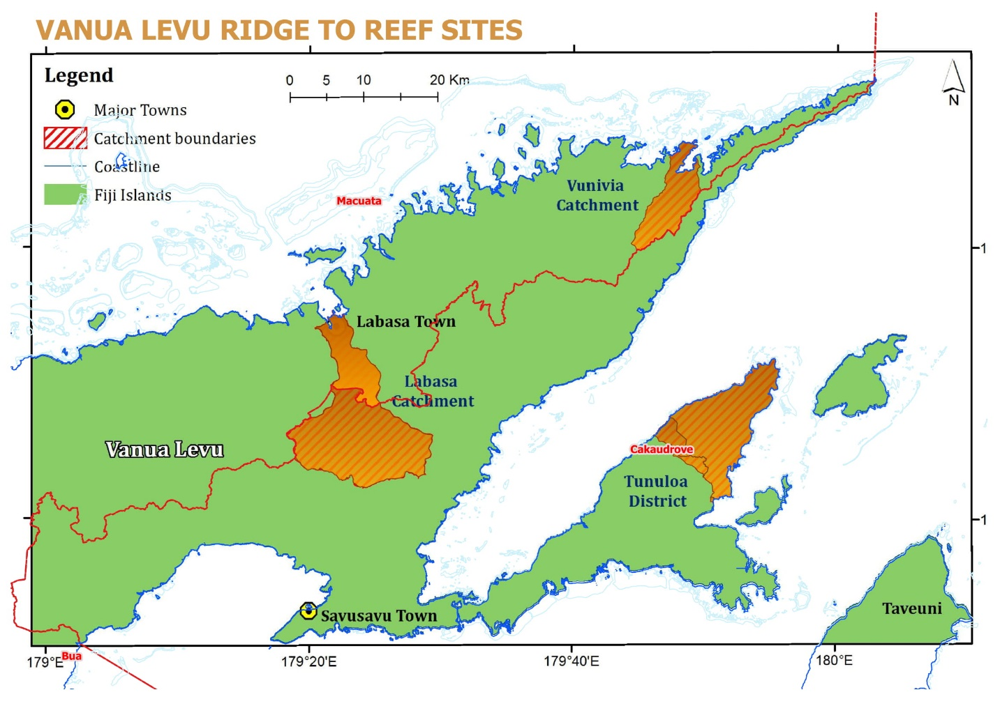 VANUA LEVU RIDGE TO REEF SITES
Legend
Major Towns
Catchment boundaries
Coastline
Fiji Islands
0 5 10 20 Km
N
Vunivia
Catchment
Macuata
1
Labasa Town
Labasa
Catchment
Vanua Levu
Cakaudrove
Tunuloa
District
1
Savusavu Town
Taveuni
Bua
179°E 179°20'E 179°40'E 180°E